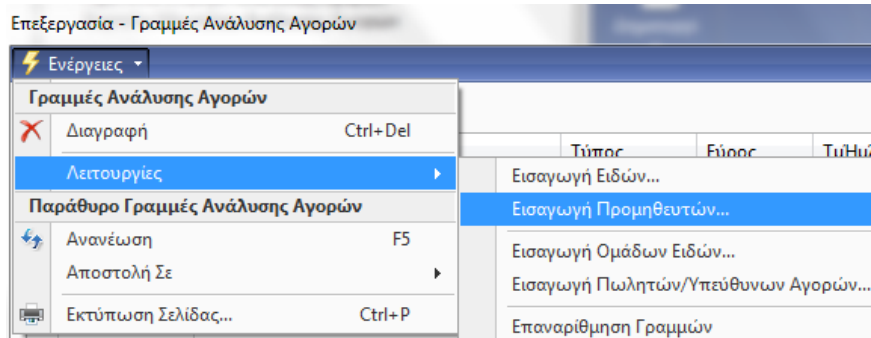 Επεξεργασία - Γραμμές Ανάλυσης Αγορών
Ενέργειες
Γραμμές Ανάλυσης Αγορών
Διαγραφή Ctrl+Del
Τύπος Εύρος
Λειτουργίες
Εισαγωγή Ειδών...
Παράθυρο Γραμμές Ανάλυσης Αγορών
Εισαγωγή Προμηθευτών...
Ανανέωση F5
Εισαγωγή Ομάδων Ειδών...
Αποστολή Σε
Εισαγωγή Πωλητών/Υπεύθυνων Αγορών...
Εκτύπωση Σελίδας... Ctrl+P
Επαναρίθμηση Γραμμών